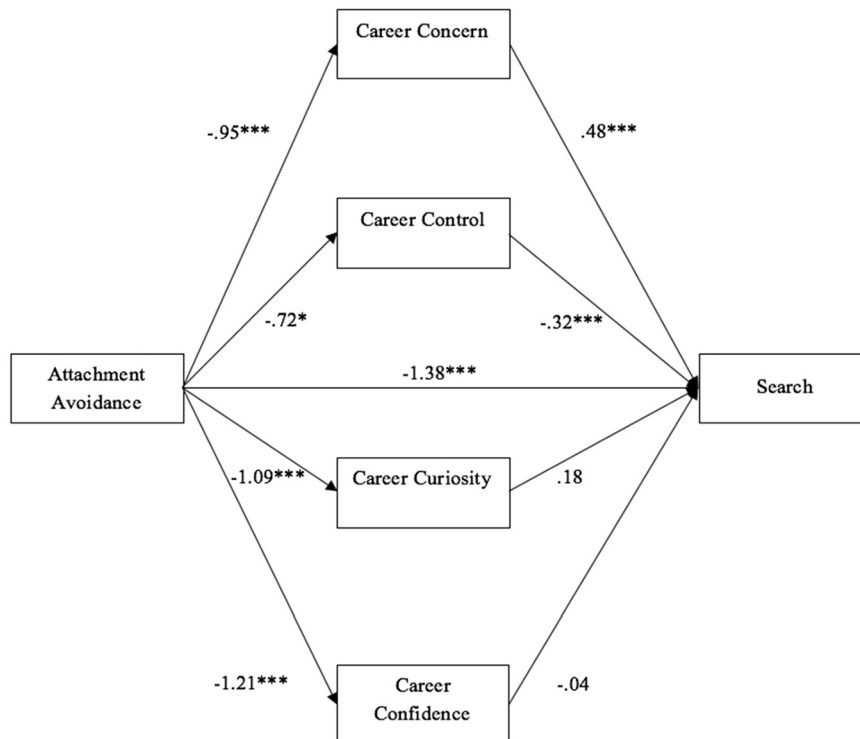 Career Concern
-.95***
.48***
Career Control
-.72*
-.32***
Attachment
Avoidance
-1.38***
Search
Career Curiosity
-1.09***
.18
-1.21***
Career
Confidence
-.04